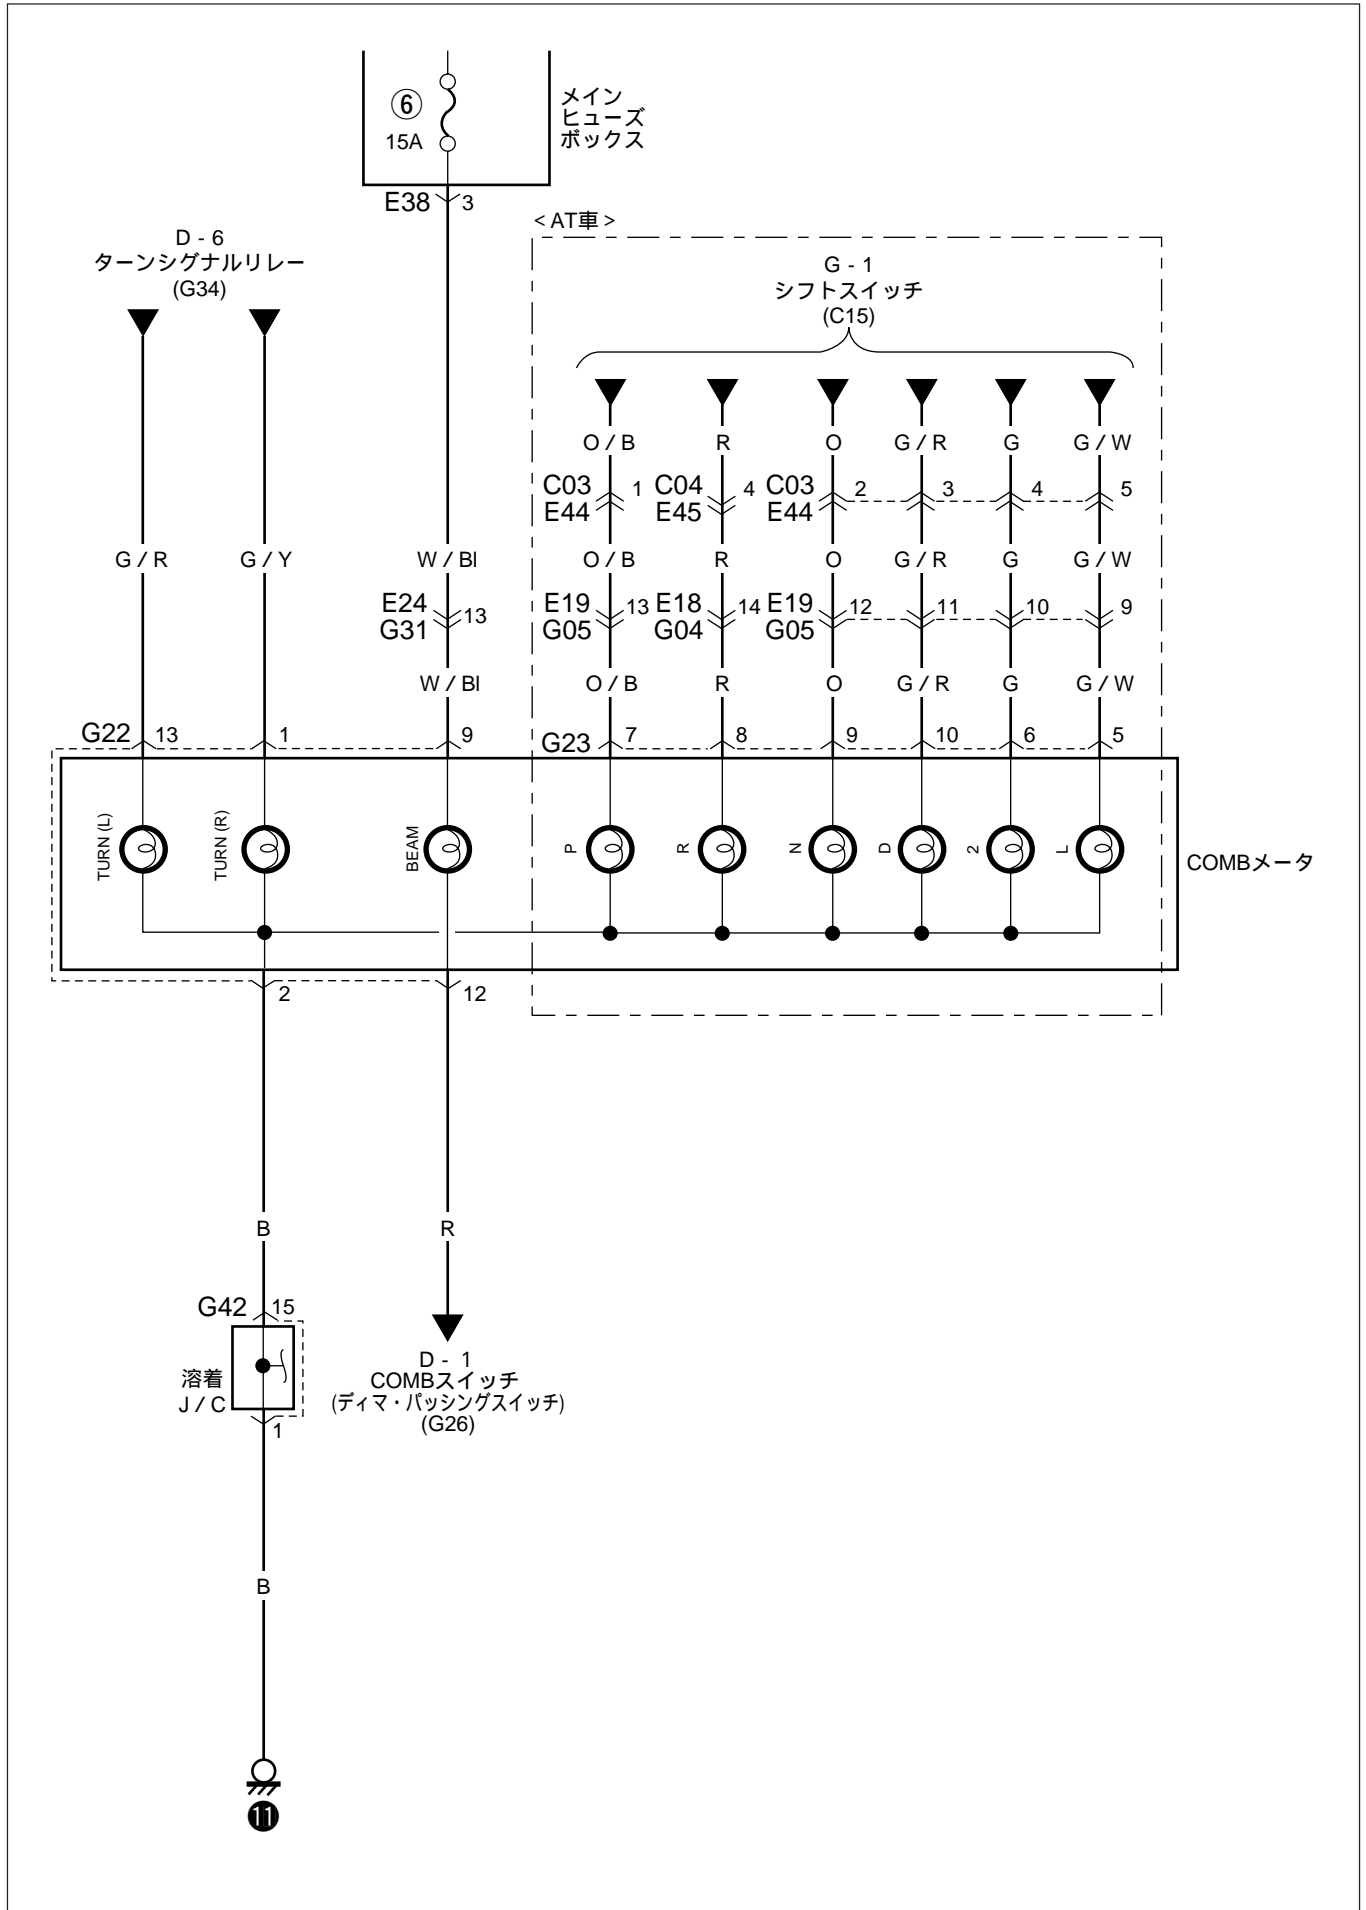 ⑥
15A
メイン
ヒューズ
ボックス
E38 3
< AT車 >
D - 6
ターンシグナルリレー
(G34)
G - 1
シフトスイッチ
(C15)
O / B R O G / R G G / W
C03 1 C04 4 C03 2 3 4 5
E44 E45 E44
G / R G / Y W / Bl O / B R O G / R G G / W
E24 13 E19 13 E18 14 E19 12 11 10 9
G31 G05 G04 G05
W / Bl O / B R O G / R G G / W
G22 13 1 9 G23 7 8 9 10 6 5
TURN (L) TURN (R) BEAM P R N D 2 L
COMBメータ
2 12
B R
G42 15
溶着
J / C
1
D - 1
COMBスイッチ
(ディマ・パッシングスイッチ)
(G26)
B
⓫